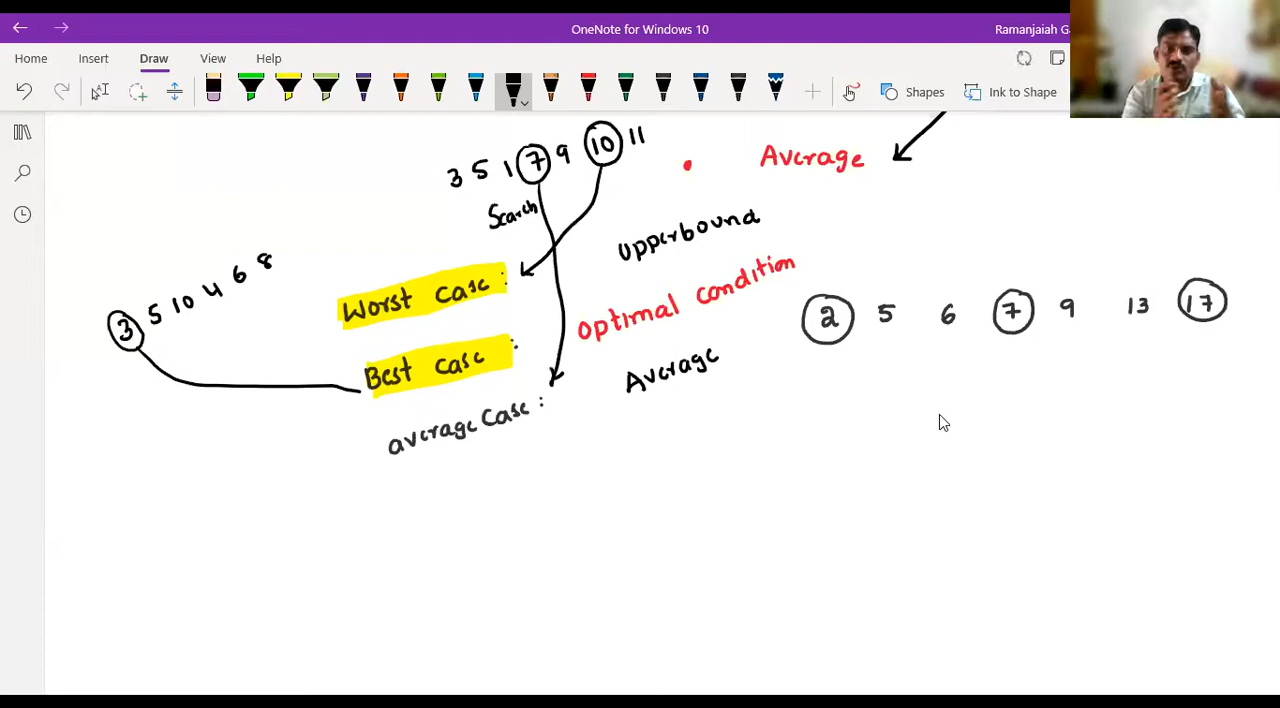 OneNote for Windows 10
Ramanjaiah G
Home Insert Draw View Help
Shapes
Ink to Shape
3 5 1 7 9 10 11
Average
Search
Upperbound
3 5 10 4 6 8
Worst Case :
Optimal condition
2 5 6 7 9 13 17
Best Case :
Average
average Case :